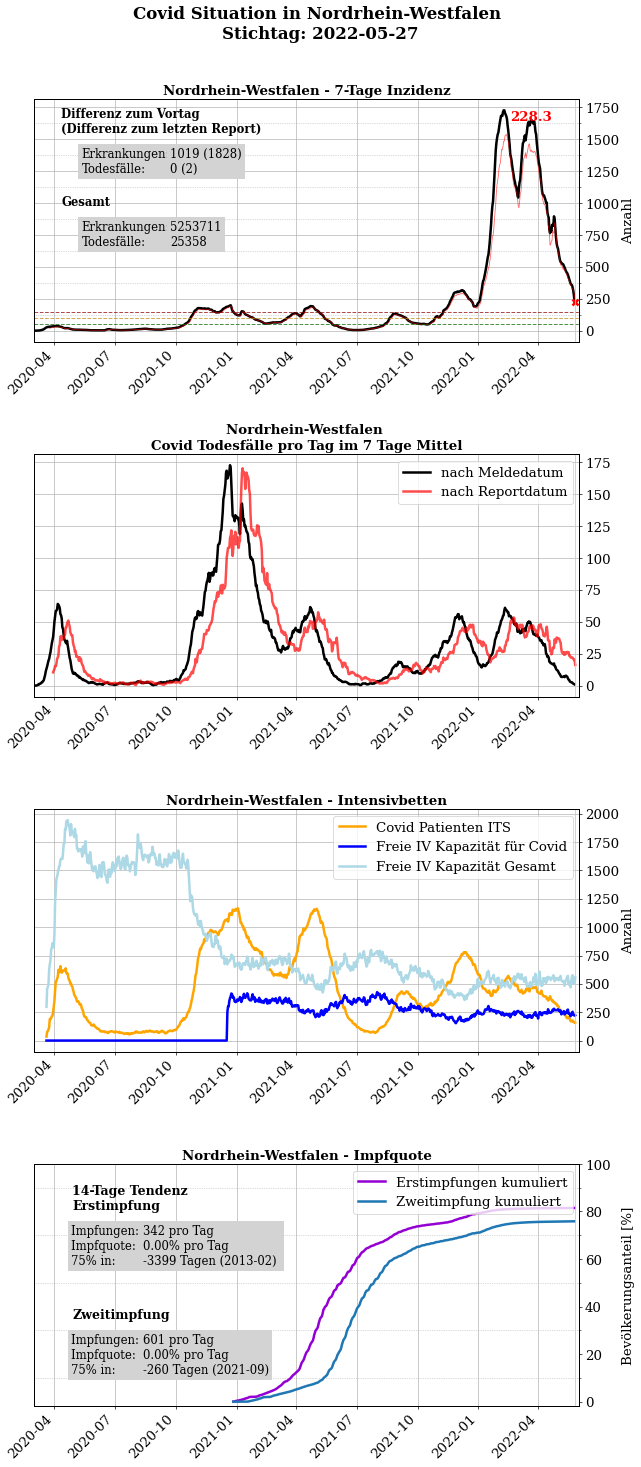 Covid Situation in Nordrhein-Westfalen
Stichtag: 2022-05-27
Nordrhein-Westfalen - 7-Tage Inzidenz
Differenz zum Vortag
(Differenz zum letzten Report)
Erkrankungen 1019 (1828)
Todesfälle: 0 (2)
Gesamt
Erkrankungen 5253711
Todesfälle: 25358
228.3
1750
1500
1250
1000
750
500
250
0
Anzahl
2020-04 2020-07 2020-10 2021-01 2021-04 2021-07 2021-10 2022-01 2022-04
Nordrhein-Westfalen
Covid Todesfälle pro Tag im 7 Tage Mittel
nach Meldedatum
nach Reportdatum
175
150
125
100
75
50
25
0
2020-04 2020-07 2020-10 2021-01 2021-04 2021-07 2021-10 2022-01 2022-04
Nordrhein-Westfalen - Intensivbetten
Covid Patienten ITS
Freie IV Kapazität für Covid
Freie IV Kapazität Gesamt
2000
1750
1500
1250
1000
750
500
250
0
Anzahl
2020-04 2020-07 2020-10 2021-01 2021-04 2021-07 2021-10 2022-01 2022-04
Nordrhein-Westfalen - Impfquote
Erstimpfungen kumuliert
Zweitimpfung kumuliert
14-Tage Tendenz
Erstimpfung
Impfungen: 342 pro Tag
Impfquote: 0.00% pro Tag
75% in: -3399 Tagen (2013-02)
Zweitimpfung
Impfungen: 601 pro Tag
Impfquote: 0.00% pro Tag
75% in: -260 Tagen (2021-09)
100
80
60
40
20
0
Bevölkerungsanteil [%]
2020-04 2020-07 2020-10 2021-01 2021-04 2021-07 2021-10 2022-01 2022-04